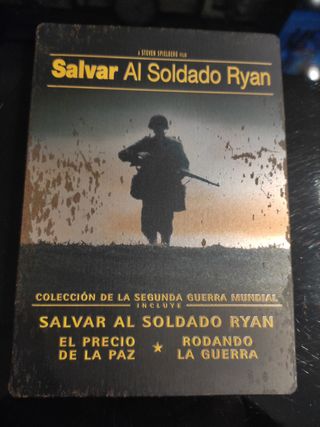 A STEVEN SPIELBERG FILM
Salvar Al Soldado Ryan
COLECCIÓN DE LA SEGUNDA GUERRA MUNDIAL
INCLUYE
SALVAR AL SOLDADO RYAN
EL PRECIO DE LA PAZ ★ RODANDO LA GUERRA